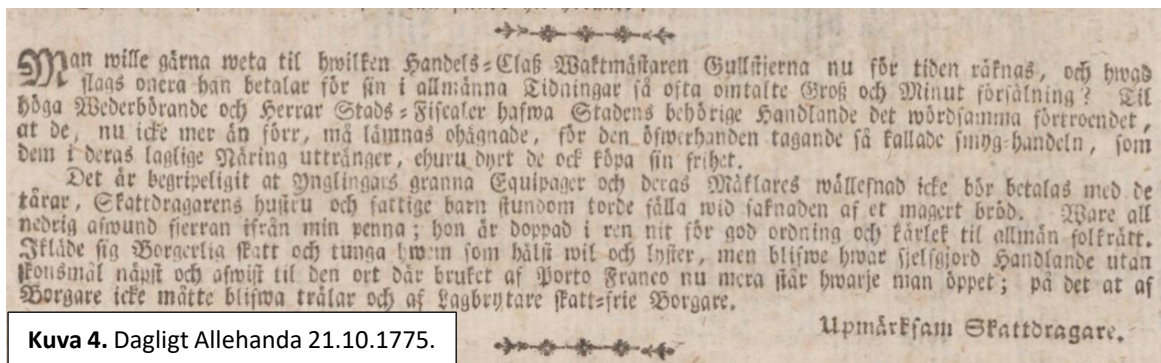 Man wille gärna weta til hwilken Handels-Claß Waktmästaren Gullstjerna nu för tiden räknas, och hwad
slags onera han betalar för sin i allmänna Tidningar så ofta omtalte Groß och Minut försälning? Til
höga Wederbörande och Herrar Stads-Fiscaler hafwa Stadens behörige Handlande det wördsamma förtroendet,
at de, nu icke mer än förr, må lämnas ohägnade, för den öfwerhanden tagande så kallade smyg-handeln, som
dem i deras laglige Näring uttränger, ehuru dyrt de ock köpa sin frihet.
Det är begripeligit at Ynglingars granna Equipager och deras Mäklares wällefnad icke bör betalas med de
tårar, Skattdragarens hustru och fattige barn stundom torde fälla wid saknaden af et magert bröd. Ware all
nedrig afwund fierran ifrån min penna; hon är doppad i ren nit för god ordning och kärlek til allmän folkrätt.
Ikläde sig Borgerlig skatt och tunga hwem som hälst wil och lyster, men blifwe hwar sjelfgjord Handlande utan
skonsmål näpst och afwist til den ort där bruket af Porto Franco nu mera står hwarje man öppet; på det at af
Borgare icke måtte blifwa trälar och af Lagbrytare skatt-frie Borgare.
Upmärksam Skattdragare.
Kuva 4. Dagligt Allehanda 21.10.1775.